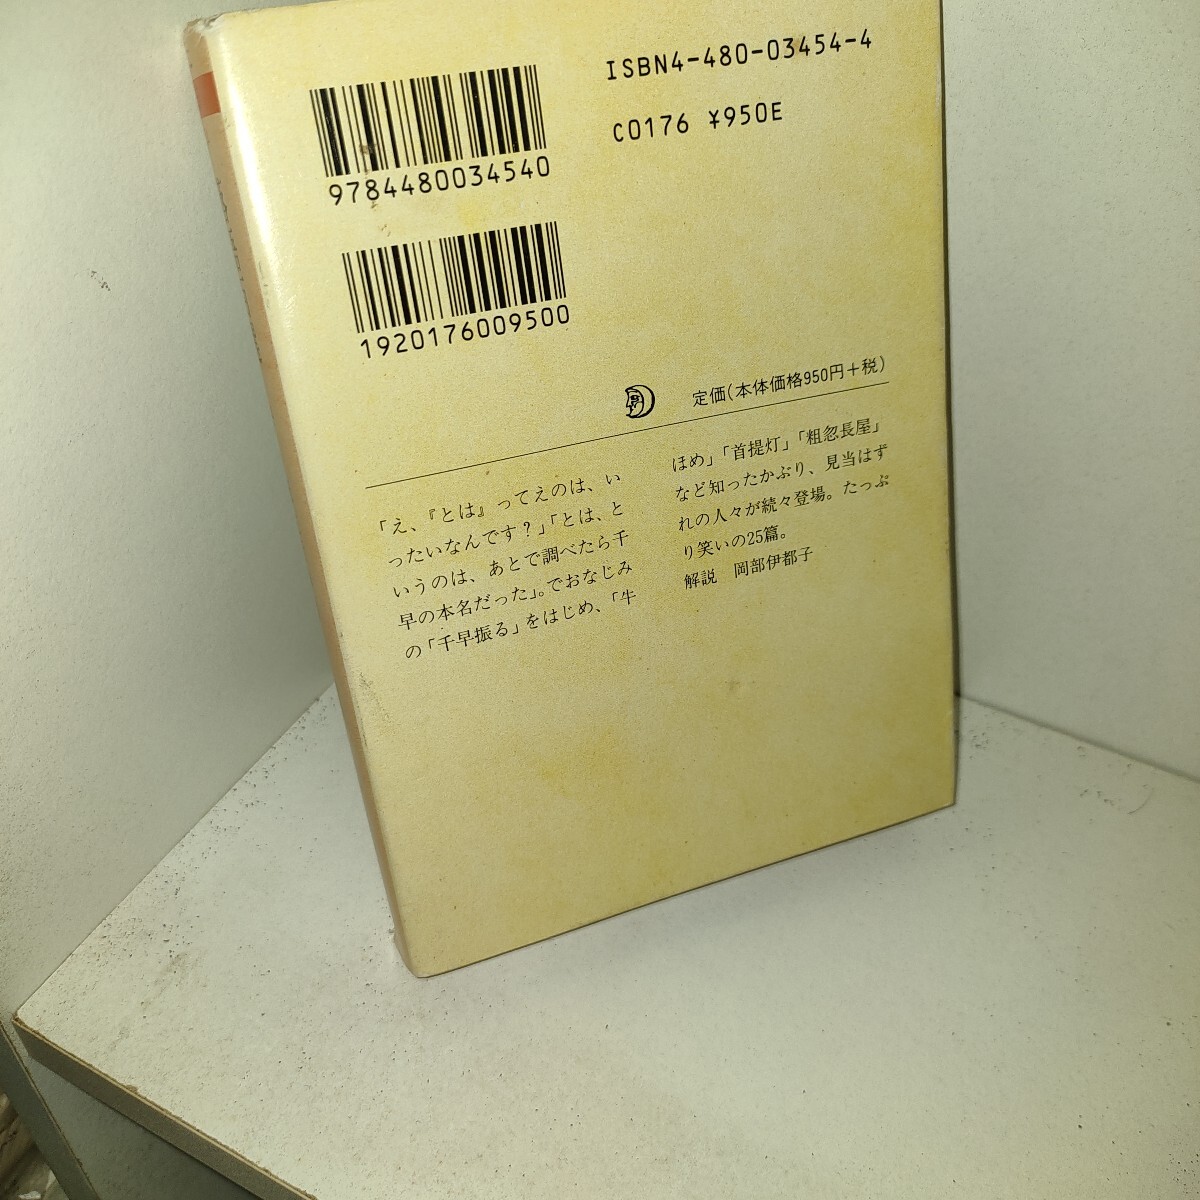 ISBN4-480-03454-4
C0176 ¥950E
9784480034540
1920176009500
定価(本体価格950円+税)
「え、『とは』ってえのは、い
ったいなんです?」「とは、と
いうのは、あとで調べたら千
早の本名だった」。でおなじみ
の「千早振る」をはじめ、「牛
ほめ」「首提灯」「粗忽長屋」
など知ったかぶり、見当はず
れの人々が続々登場。たっぷ
り笑いの25篇。
解説 岡部伊都子